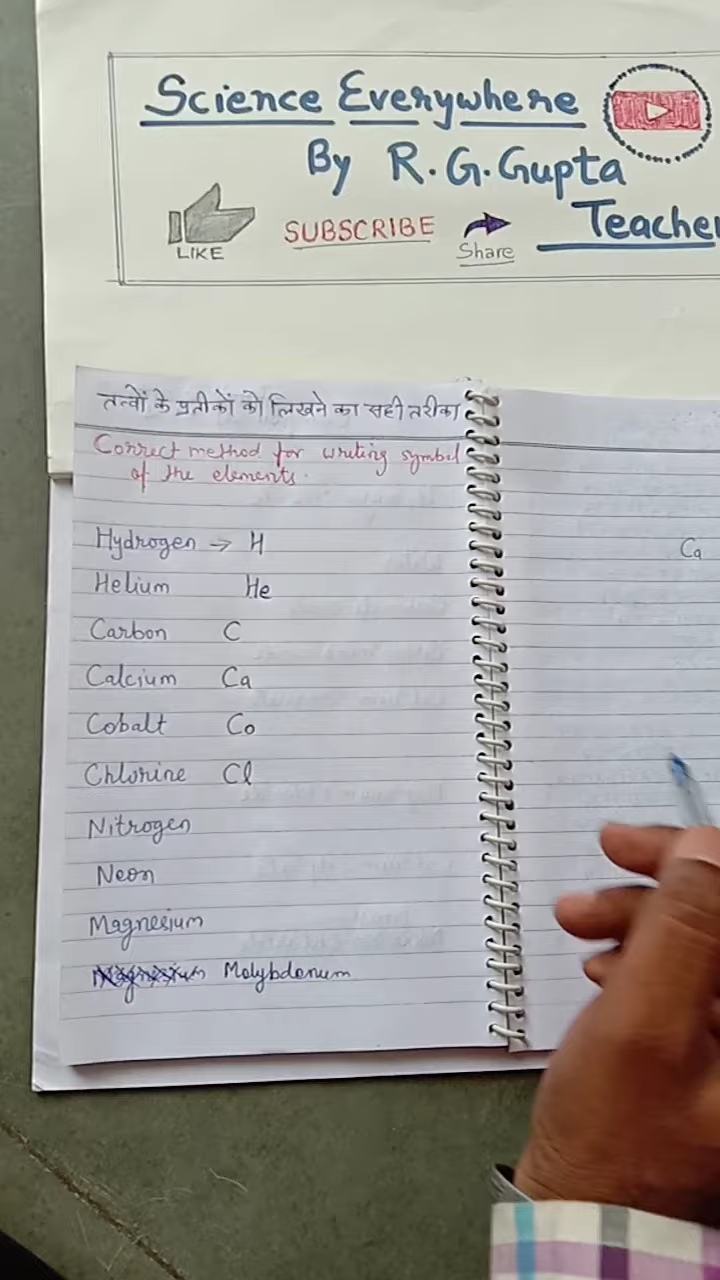 Science Everywhere
By R.G.Gupta
Teacher
LIKE
SUBSCRIBE
Share
तत्वों के प्रतीकों को लिखने का सही तरीका
Correct method for writing symbol
of the elements.
Hydrogen → H
Helium He
Carbon C
Calcium Ca
Cobalt Co
Chlorine Cl
Nitrogen
Neon
Magnesium
Molybdenum
Ca